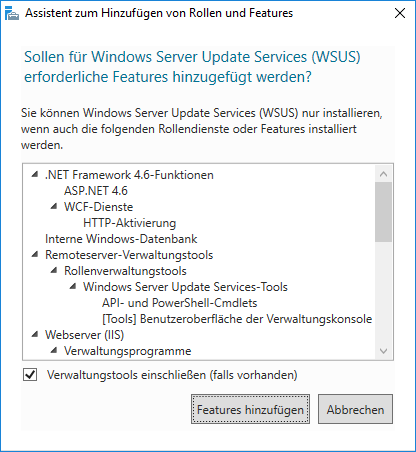 Assistent zum Hinzufügen von Rollen und Features
Sollen für Windows Server Update Services (WSUS)
erforderliche Features hinzugefügt werden?
Sie können Windows Server Update Services (WSUS) nur installieren,
wenn auch die folgenden Rollendienste oder Features installiert
werden.
.NET Framework 4.6-Funktionen
ASP.NET 4.6
WCF-Dienste
HTTP-Aktivierung
Interne Windows-Datenbank
Remoteserver-Verwaltungstools
Rollenverwaltungstools
Windows Server Update Services-Tools
API- und PowerShell-Cmdlets
[Tools] Benutzeroberfläche der Verwaltungskonsole
Webserver (IIS)
Verwaltungsprogramme
Verwaltungstools einschließen (falls vorhanden)
Features hinzufügen Abbrechen